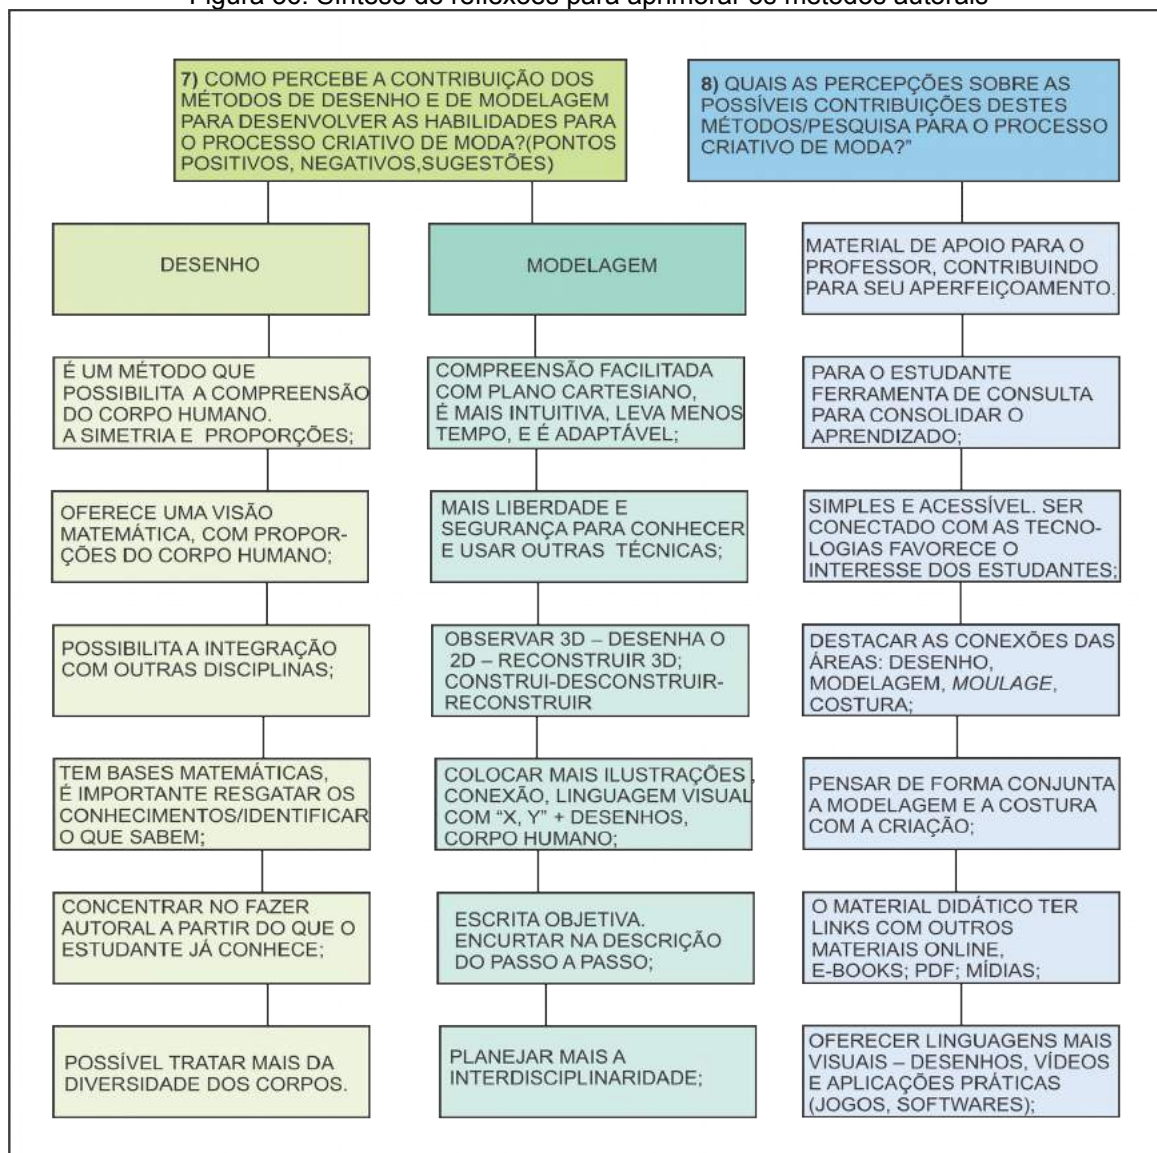 Figura 50. Síntese de reflexões para aprimorar os métodos autorais
7) COMO PERCEBE A CONTRIBUIÇÃO DOS
MÉTODOS DE DESENHO E DE MODELAGEM
PARA DESENVOLVER AS HABILIDADES PARA
O PROCESSO CRIATIVO DE MODA?(PONTOS
POSITIVOS, NEGATIVOS,SUGESTÕES)
DESENHO
É UM MÉTODO QUE
POSSIBILITA A COMPREENSÃO
DO CORPO HUMANO.
A SIMETRIA E PROPORÇÕES;
OFERECE UMA VISÃO
MATEMÁTICA, COM PROPOR-
ÇÕES DO CORPO HUMANO;
POSSIBILITA A INTEGRAÇÃO
COM OUTRAS DISCIPLINAS;
TEM BASES MATEMÁTICAS,
É IMPORTANTE RESGATAR OS
CONHECIMENTOS/IDENTIFICAR
O QUE SABEM;
CONCENTRAR NO FAZER
AUTORAL A PARTIR DO QUE O
ESTUDANTE JÁ CONHECE;
POSSÍVEL TRATAR MAIS DA
DIVERSIDADE DOS CORPOS.
MODELAGEM
COMPREENSÃO FACILITADA
COM PLANO CARTESIANO,
É MAIS INTUITIVA, LEVA MENOS
TEMPO, E É ADAPTÁVEL;
MAIS LIBERDADE E
SEGURANÇA PARA CONHECER
E USAR OUTRAS TÉCNICAS;
OBSERVAR 3D – DESENHA O
2D – RECONSTRUIR 3D;
CONSTRUI-DESCONSTRUIR-
RECONSTRUIR
COLOCAR MAIS ILUSTRAÇÕES ,
CONEXÃO, LINGUAGEM VISUAL
COM “X, Y” + DESENHOS,
CORPO HUMANO;
ESCRITA OBJETIVA.
ENCURTAR NA DESCRIÇÃO
DO PASSO A PASSO;
PLANEJAR MAIS A
INTERDISCIPLINARIDADE;
8) QUAIS AS PERCEPÇÕES SOBRE AS
POSSÍVEIS CONTRIBUIÇÕES DESTES
MÉTODOS/PESQUISA PARA O PROCESSO
CRIATIVO DE MODA?”
MATERIAL DE APOIO PARA O
PROFESSOR, CONTRIBUINDO
PARA SEU APERFEIÇOAMENTO.
PARA O ESTUDANTE
FERRAMENTA DE CONSULTA
PARA CONSOLIDAR O
APRENDIZADO;
SIMPLES E ACESSÍVEL. SER
CONECTADO COM AS TECNO-
LOGIAS FAVORECE O
INTERESSE DOS ESTUDANTES;
DESTACAR AS CONEXÕES DAS
ÁREAS: DESENHO,
MODELAGEM, MOULAGE,
COSTURA;
PENSAR DE FORMA CONJUNTA
A MODELAGEM E A COSTURA
COM A CRIAÇÃO;
O MATERIAL DIDÁTICO TER
LINKS COM OUTROS
MATERIAIS ONLINE,
E-BOOKS; PDF; MÍDIAS;
OFERECER LINGUAGENS MAIS
VISUAIS – DESENHOS, VÍDEOS
E APLICAÇÕES PRÁTICAS
(JOGOS, SOFTWARES);